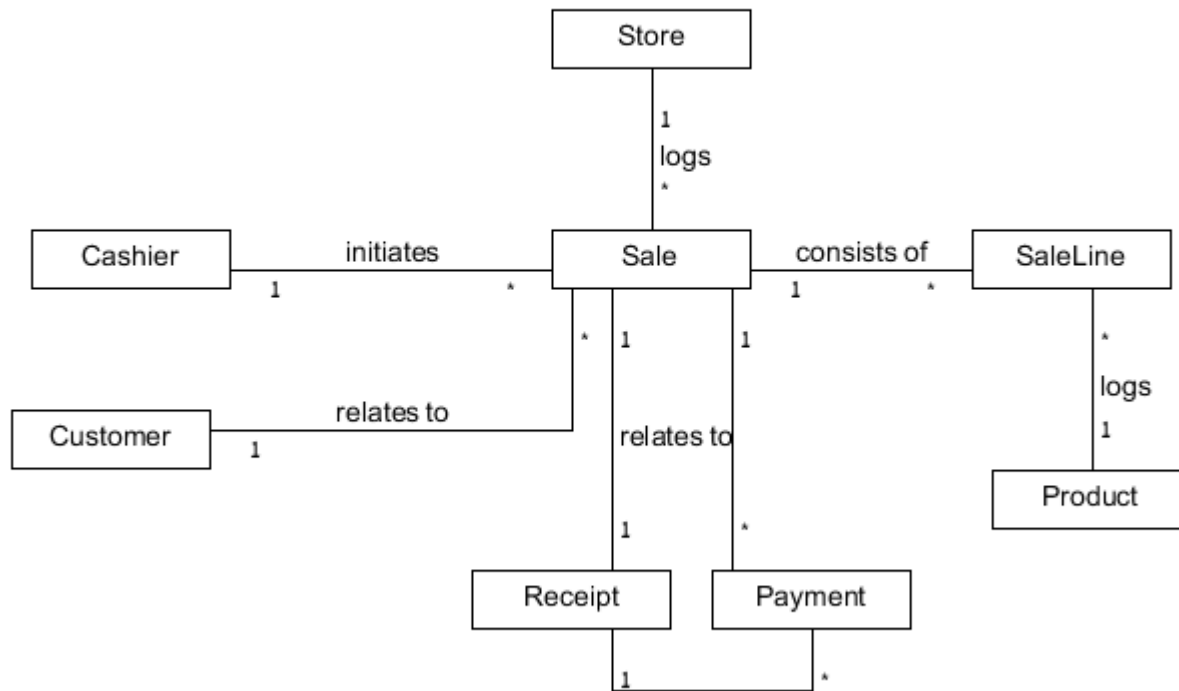 Store
1
logs
*
Cashier
initiates
Sale
consists of
SaleLine
1
*
1
*
*
1
1
*
logs
Customer
relates to
relates to
1
1
Product
1
*
Receipt
Payment
1
*